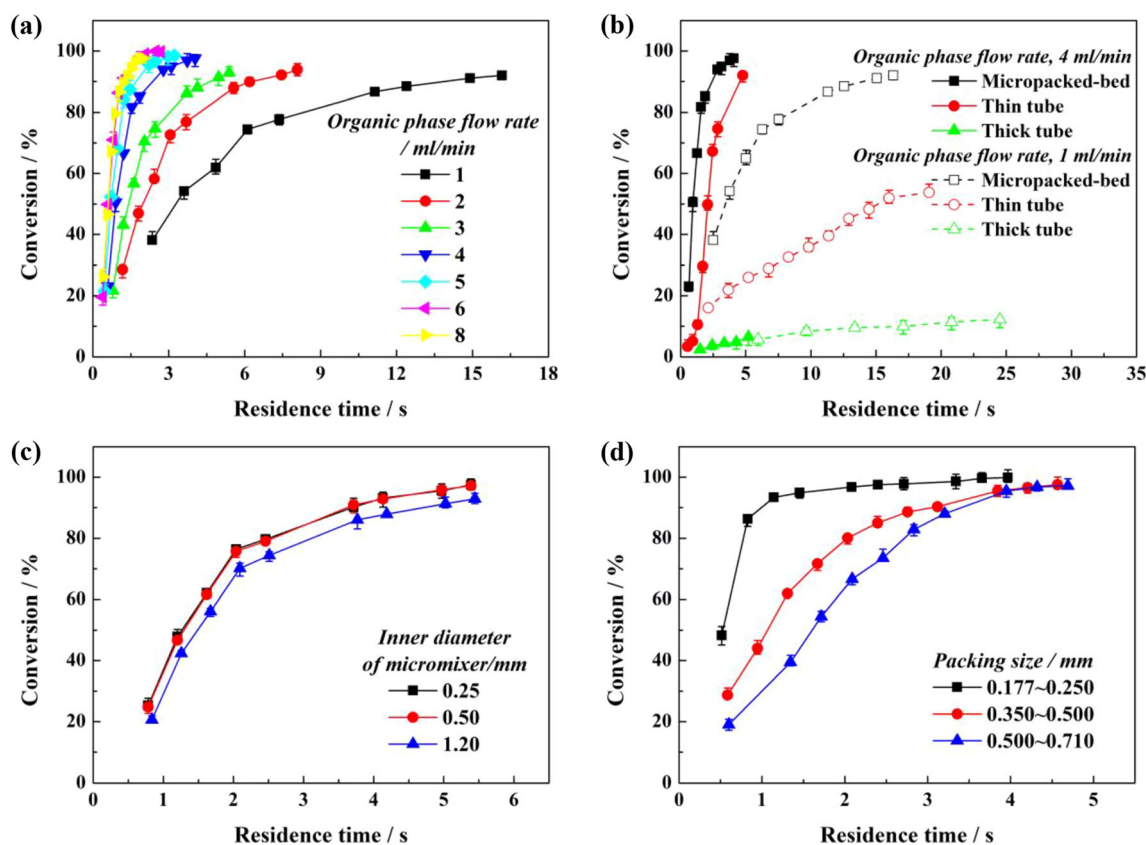 (a)
100
80
60
40
20
0
Conversion / %
Organic phase flow rate
/ ml/min
1
2
3
4
5
6
8
0 3 6 9 12 15 18
Residence time / s
(b)
100
80
60
40
20
0
Conversion / %
Organic phase flow rate, 4 ml/min
Micropacked-bed
Thin tube
Thick tube
Organic phase flow rate, 1 ml/min
Micropacked-bed
Thin tube
Thick tube
0 5 10 15 20 25 30 35
Residence time / s
(c)
100
80
60
40
20
0
Conversion / %
Inner diameter
of micromixer/mm
0.25
0.50
1.20
0 1 2 3 4 5 6
Residence time / s
(d)
100
80
60
40
20
0
Conversion / %
Packing size / mm
0.177~0.250
0.350~0.500
0.500~0.710
0 1 2 3 4 5
Residence time / s